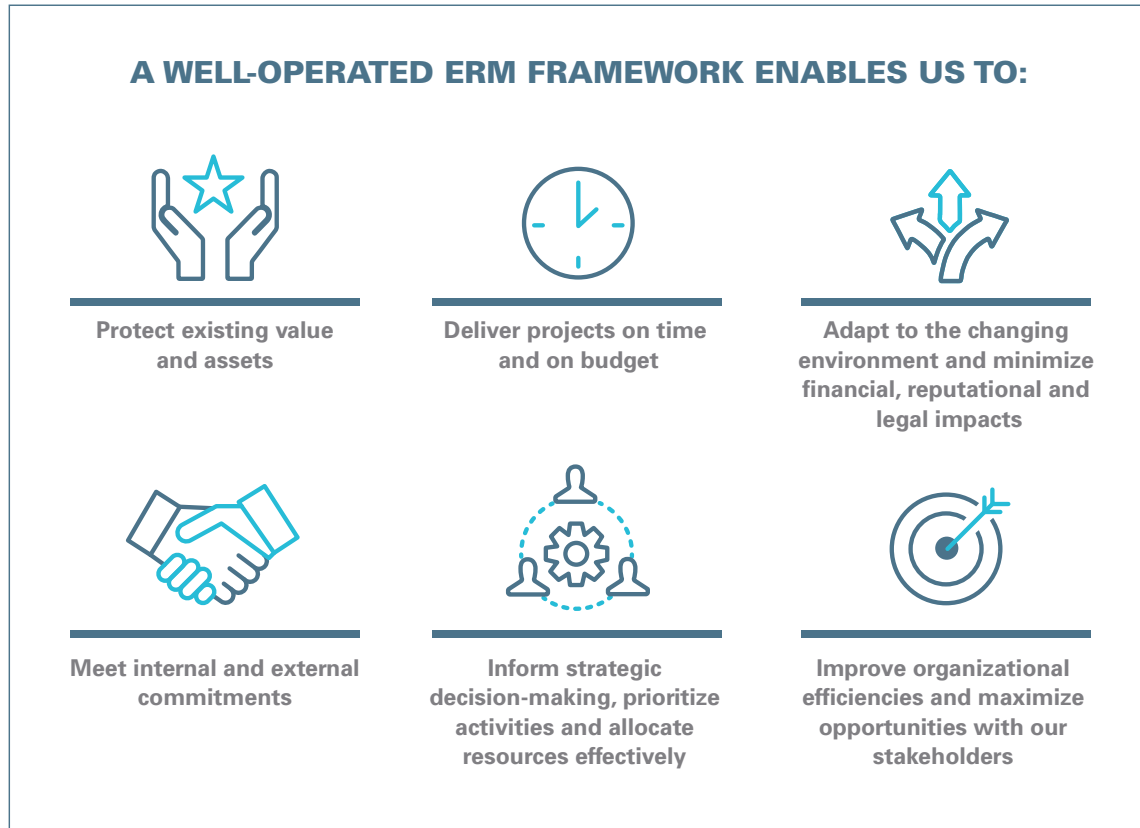 A WELL-OPERATED ERM FRAMEWORK ENABLES US TO:
Protect existing value
and assets
Deliver projects on time
and on budget
Adapt to the changing
environment and minimize
financial, reputational and
legal impacts
Meet internal and external
commitments
Inform strategic
decision-making, prioritize
activities and allocate
resources effectively
Improve organizational
efficiencies and maximize
opportunities with our
stakeholders